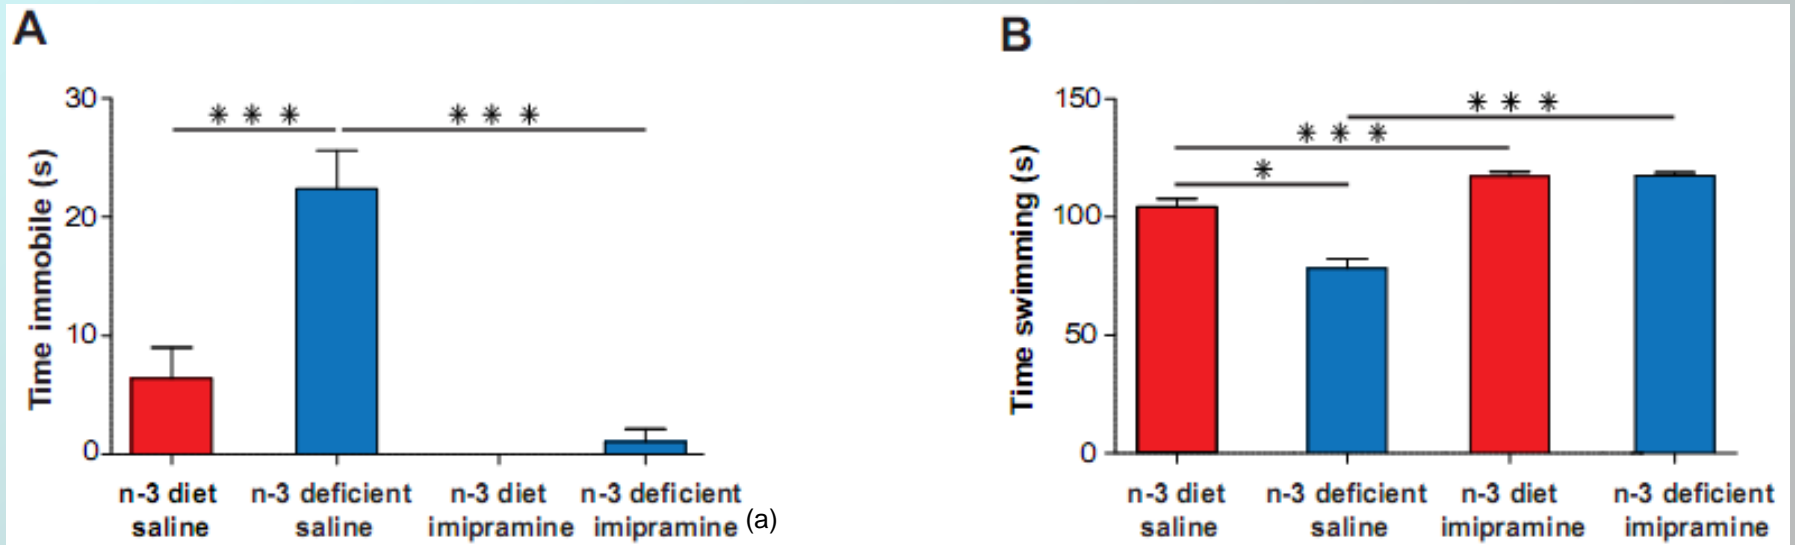 A
Time immobile (s)
30
20
10
0
* * *
* * *
n-3 diet
saline
n-3 deficient
saline
n-3 diet
imipramine
n-3 deficient
imipramine
(a)
B
Time swimming (s)
150
100
50
0
* * *
* * *
*
n-3 diet
saline
n-3 deficient
saline
n-3 diet
imipramine
n-3 deficient
imipramine